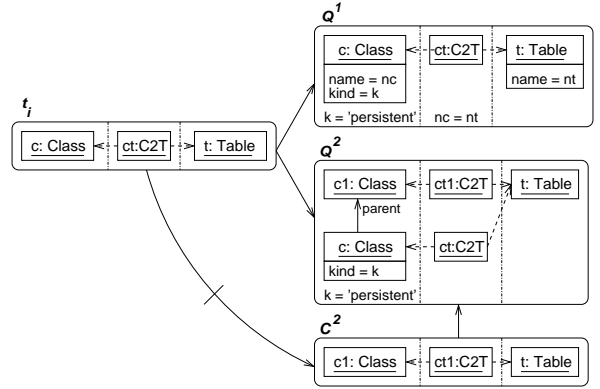 Q1
c: Class
ct:C2T
t: Table
name = nc
kind = k
name = nt
k = 'persistent'
nc = nt
ti
c: Class
ct:C2T
t: Table
Q2
c1: Class
ct1:C2T
t: Table
parent
c: Class
ct:C2T
kind = k
k = 'persistent'
C2
c1: Class
ct1:C2T
t: Table